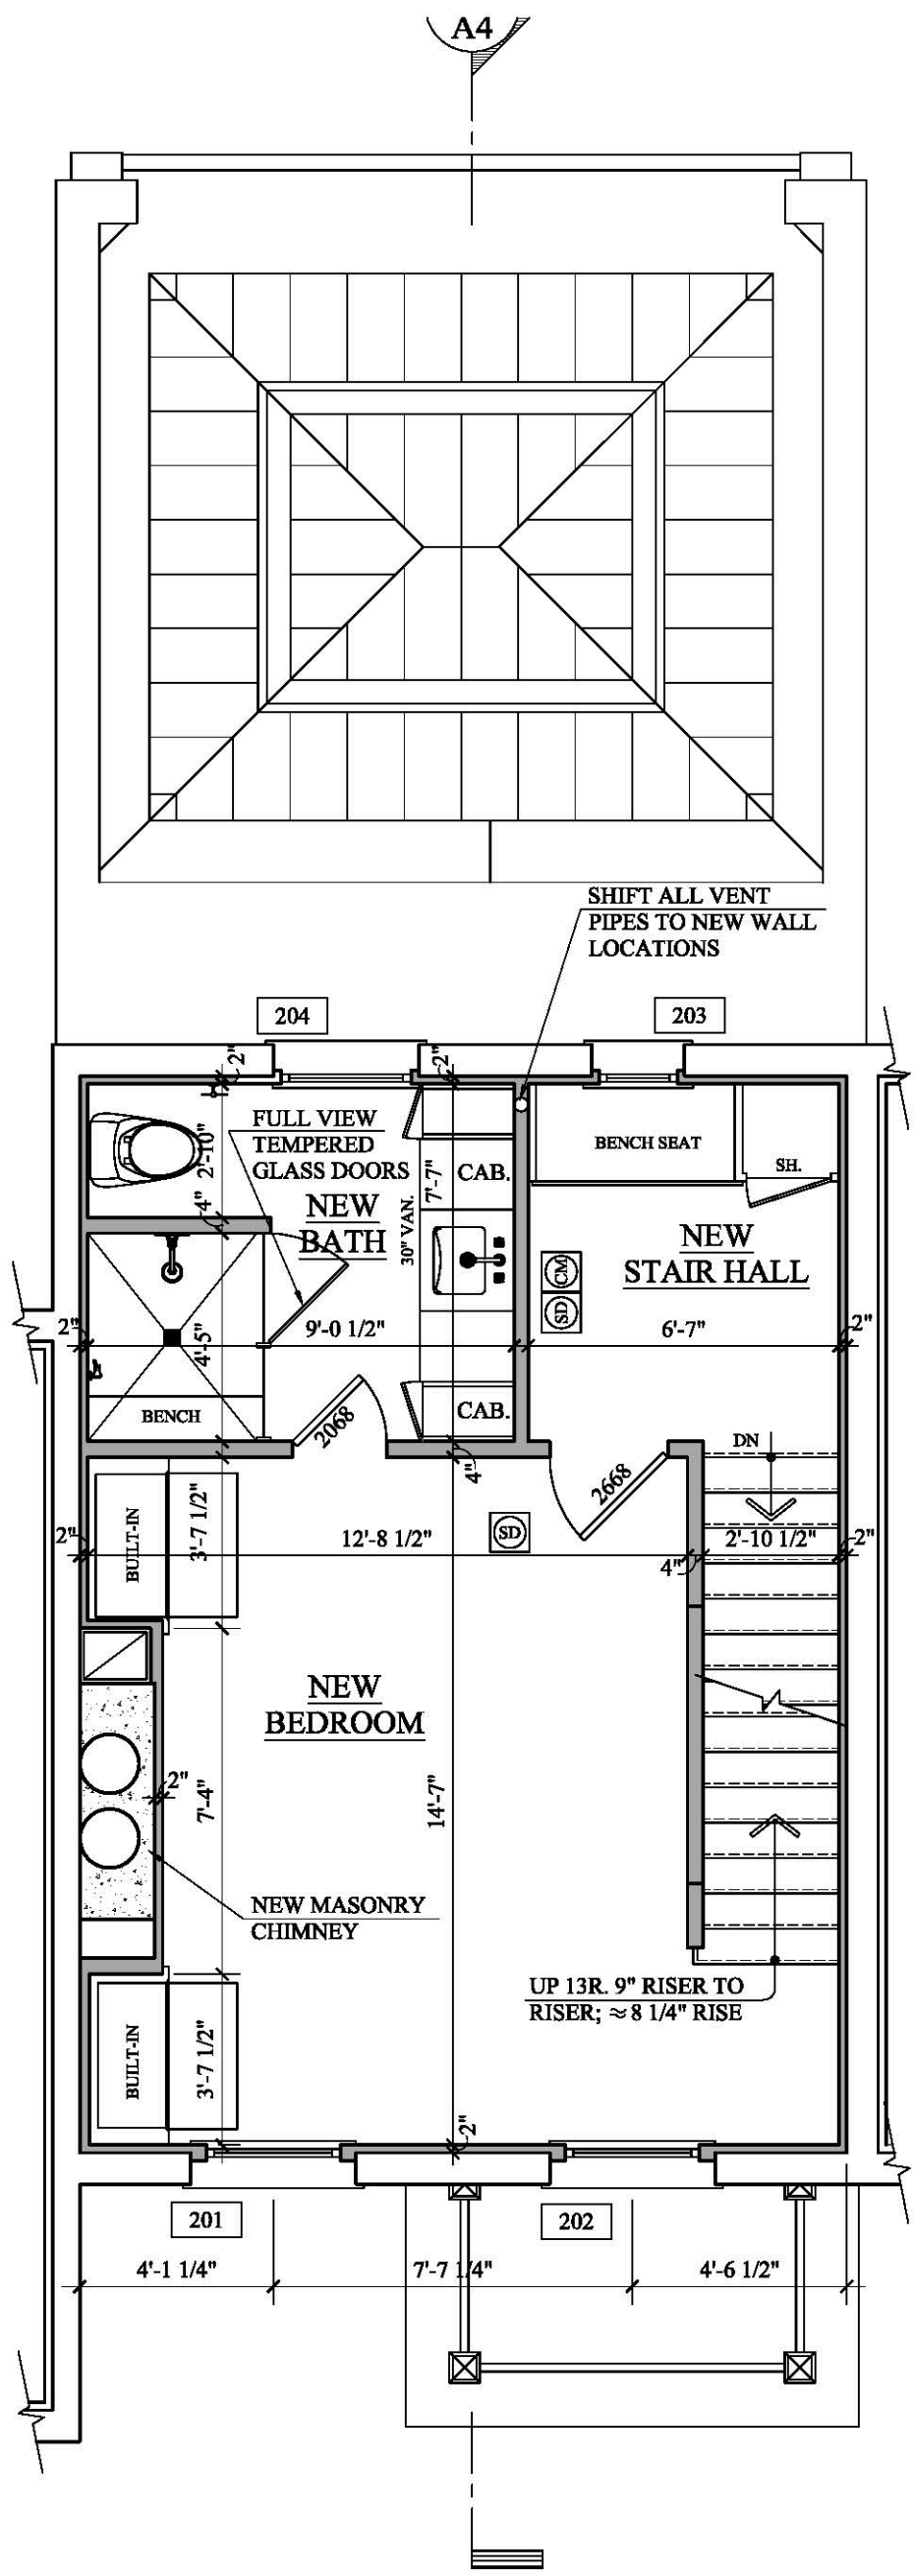 A4
SHIFT ALL VENT
PIPES TO NEW WALL
LOCATIONS
204
203
2"
2"
FULL VIEW
TEMPERED
GLASS DOORS
2'-10"
4"
NEW
BATH
30" VAN.
7'-7"
CAB.
BENCH SEAT
SH.
NEW
STAIR HALL
CM
SD
2"
9'-0 1/2"
6'-7"
2"
4'-5"
BENCH
CAB.
2068
4"
DN
2668
BUILT-IN
3'-7 1/2"
SD
2"
12'-8 1/2"
4"
2'-10 1/2"
2"
NEW
BEDROOM
2"
7'-4"
14'-7"
NEW MASONRY
CHIMNEY
UP 13R. 9" RISER TO
RISER; ≈ 8 1/4" RISE
BUILT-IN
3'-7 1/2"
2"
201
202
4'-1 1/4"
7'-7 1/4"
4'-6 1/2"